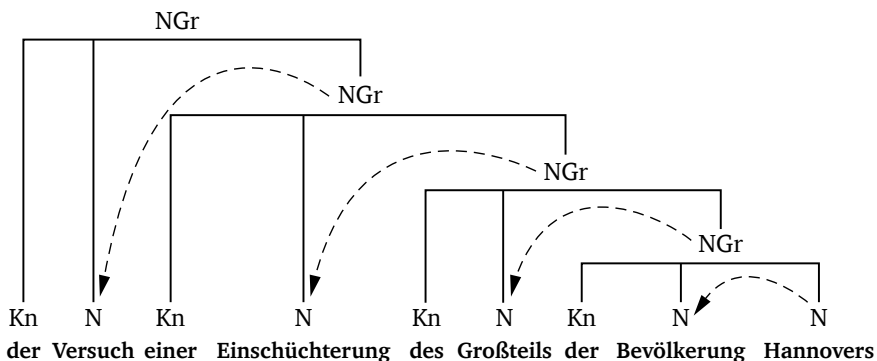 NGr
NGr
NGr
NGr
Kn N Kn N Kn N Kn N N
der Versuch einer Einschüchterung des Großteils der Bevölkerung Hannovers